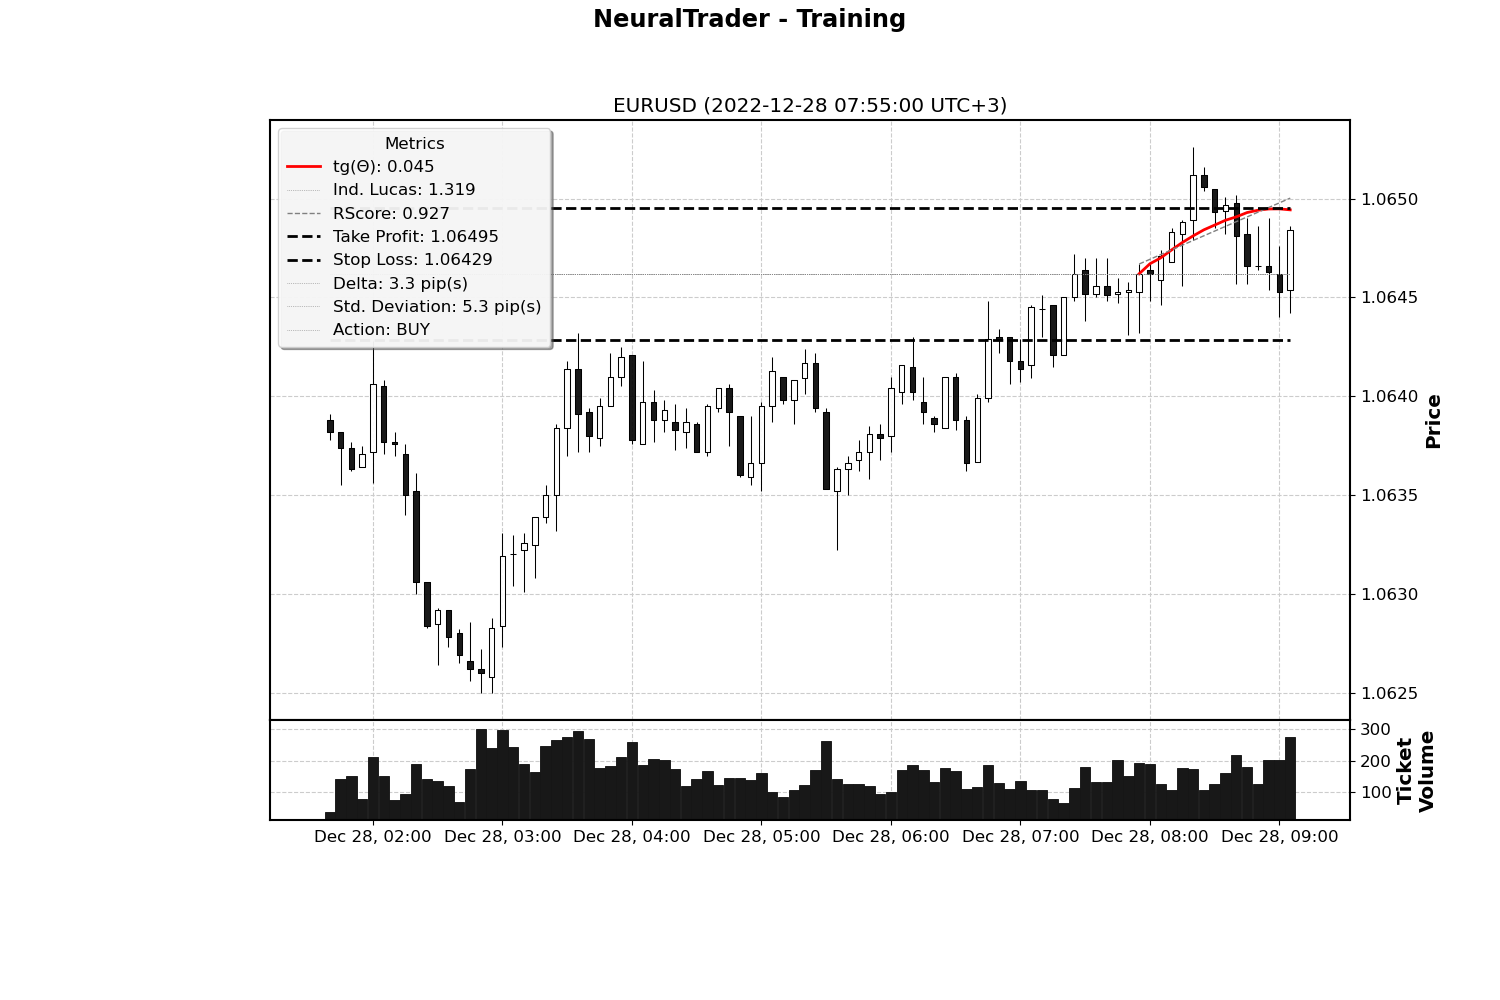 NeuralTrader - Training
EURUSD (2022-12-28 07:55:00 UTC+3)
Metrics
tg(Θ): 0.045
Ind. Lucas: 1.319
RScore: 0.927
Take Profit: 1.06495
Stop Loss: 1.06429
Delta: 3.3 pip(s)
Std. Deviation: 5.3 pip(s)
Action: BUY
1.0650
1.0645
1.0640
1.0635
1.0630
1.0625
Price
300
200
100
Ticket
Volume
Dec 28, 02:00 Dec 28, 03:00 Dec 28, 04:00 Dec 28, 05:00 Dec 28, 06:00 Dec 28, 07:00 Dec 28, 08:00 Dec 28, 09:00